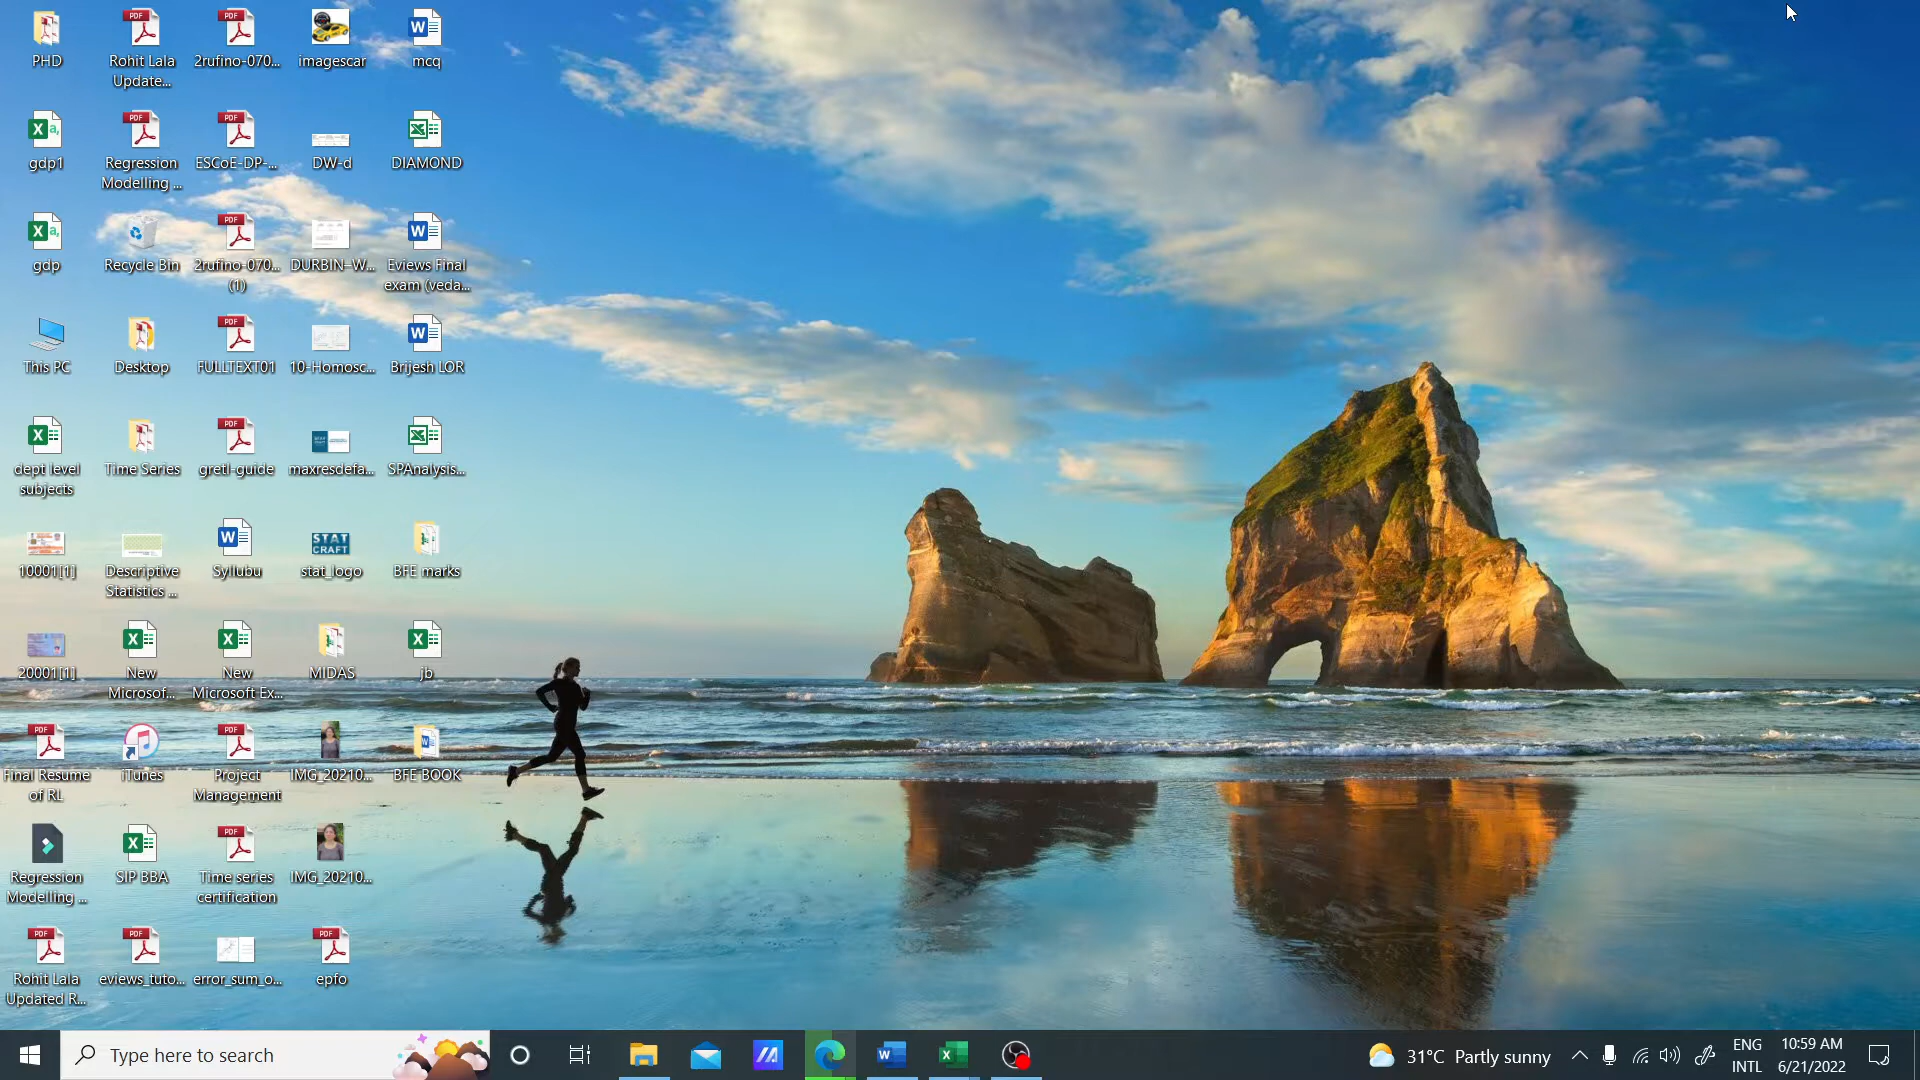 PHD
Rohit Lala
Update...
2rufino-070...
imagescar
mcq
gdp1
Regression
Modelling ...
ESCoE-DP-...
DW-d
DIAMOND
gdp
Recycle Bin
2rufino-070...
(1)
DURBIN–W...
Eviews Final
exam (veda...
This PC
Desktop
FULLTEXT01
10-Homosc...
Brijesh LOR
dept level
subjects
Time Series
gretl-guide
maxresdefa...
SPAnalysis...
10001[1]
Descriptive
Statistics ...
Syllubu
STAT
CRAFT
stat_logo
BFE marks
20001[1]
New
Microsof...
New
Microsoft Ex...
MIDAS
jb
Final Resume
of RL
iTunes
Project
Management
IMG_20210...
BFE BOOK
Regression
Modelling ...
SIP BBA
Time series
certification
IMG_20210...
Rohit Lala
Updated R...
eviews_tuto...
error_sum_o...
epfo
Type here to search
31°C Partly sunny
ENG
INTL
10:59 AM
6/21/2022